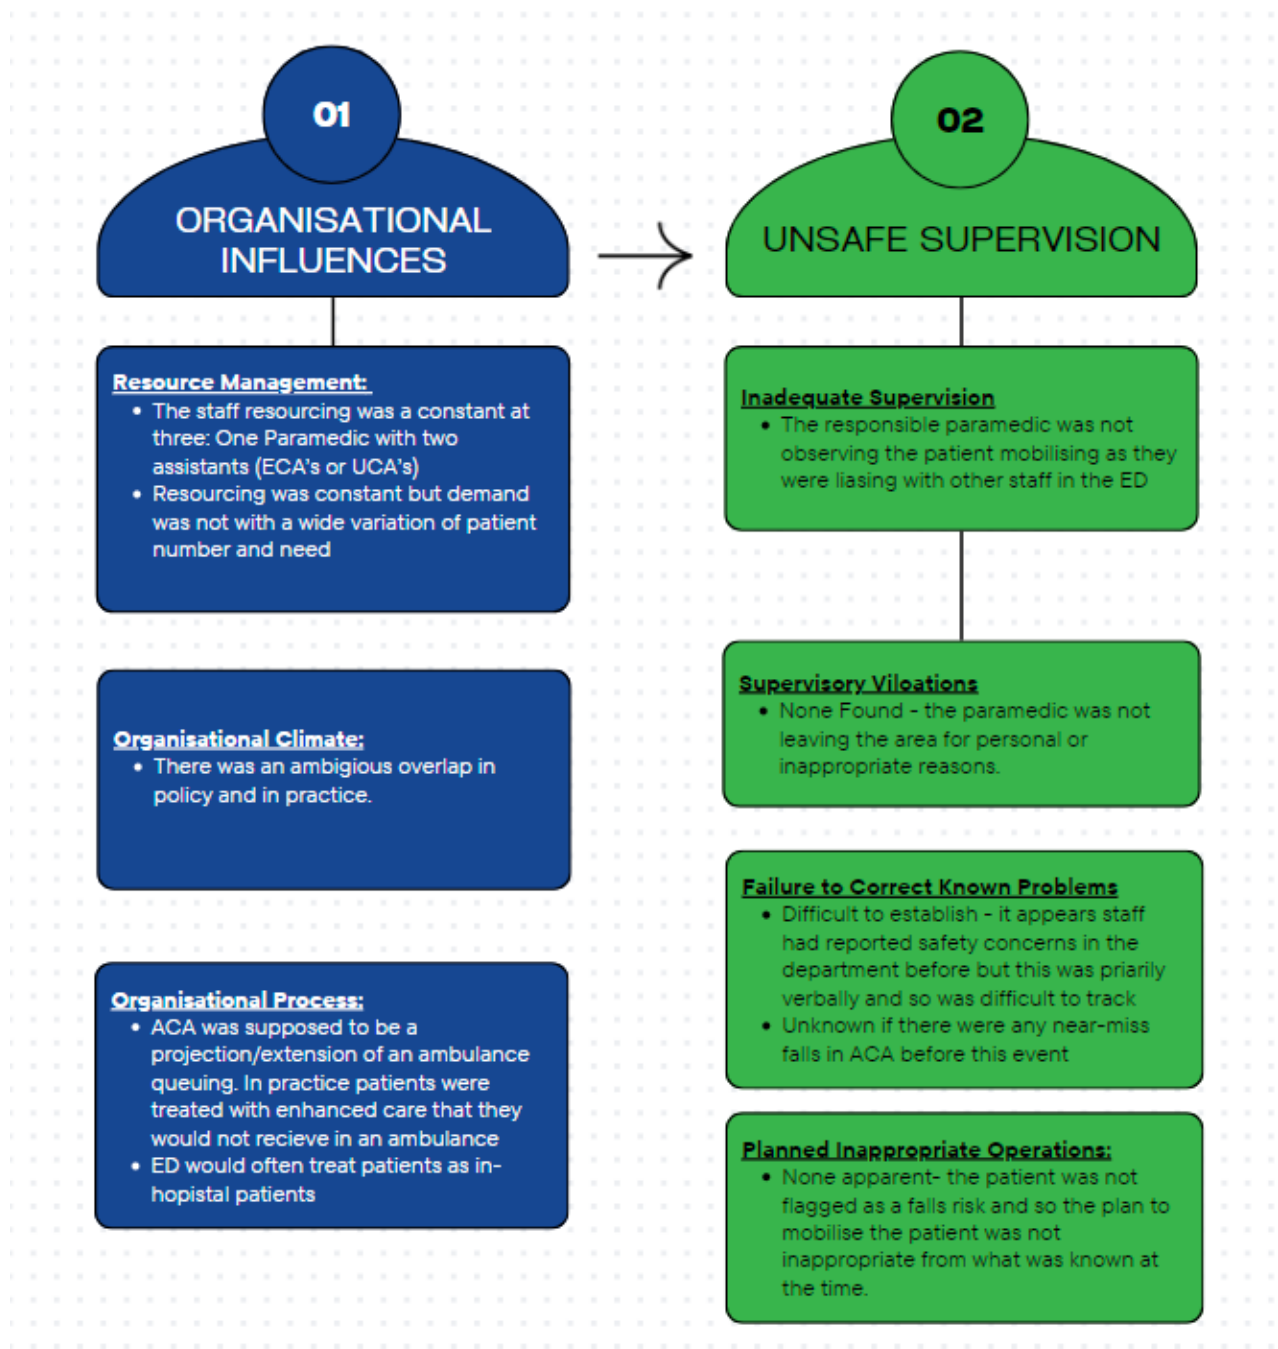 01
ORGANISATIONAL
INFLUENCES
Resource Management:
• The staff resourcing was a constant at
three: One Paramedic with two
assistants (ECA's or UCA's)
• Resourcing was constant but demand
was not with a wide variation of patient
number and need
Organisational Climate:
• There was an ambigious overlap in
policy and in practice.
Organisational Process:
• ACA was supposed to be a
projection/extension of an ambulance
queuing. In practice patients were
treated with enhanced care that they
would not recieve in an ambulance
• ED would often treat patients as in-
hopistal patients
02
UNSAFE SUPERVISION
Inadequate Supervision
• The responsible paramedic was not
observing the patient mobilising as they
were liasing with other staff in the ED
Supervisory Viloations
• None Found - the paramedic was not
leaving the area for personal or
inappropriate reasons.
Failure to Correct Known Problems
• Difficult to establish - it appears staff
had reported safety concerns in the
department before but this was priarily
verbally and so was difficult to track
• Unknown if there were any near-miss
falls in ACA before this event
Planned Inappropriate Operations:
• None apparent- the patient was not
flagged as a falls risk and so the plan to
mobilise the patient was not
inappropriate from what was known at
the time.